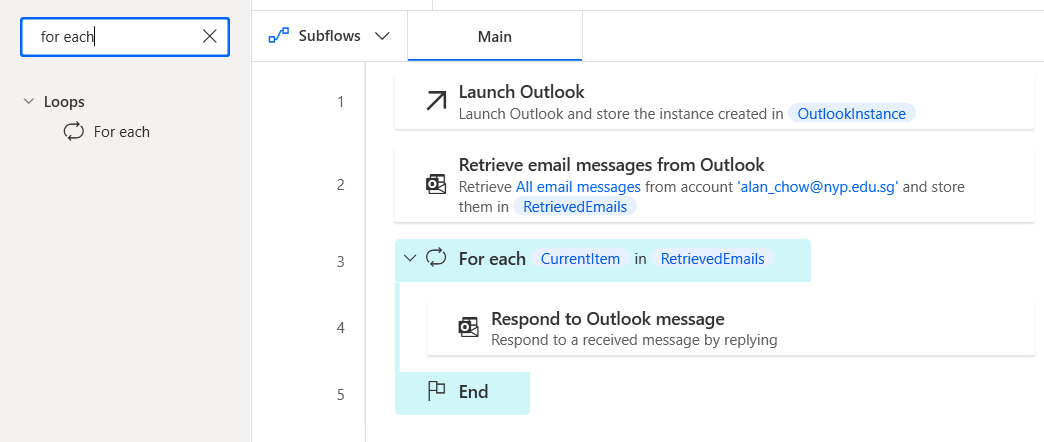 for each
Loops
For each
Subflows
Main
1
Launch Outlook
Launch Outlook and store the instance created in OutlookInstance
2
Retrieve email messages from Outlook
Retrieve All email messages from account 'alan_chow@nyp.edu.sg' and store
them in RetrievedEmails
3
For each CurrentItem in RetrievedEmails
4
Respond to Outlook message
Respond to a received message by replying
5
End